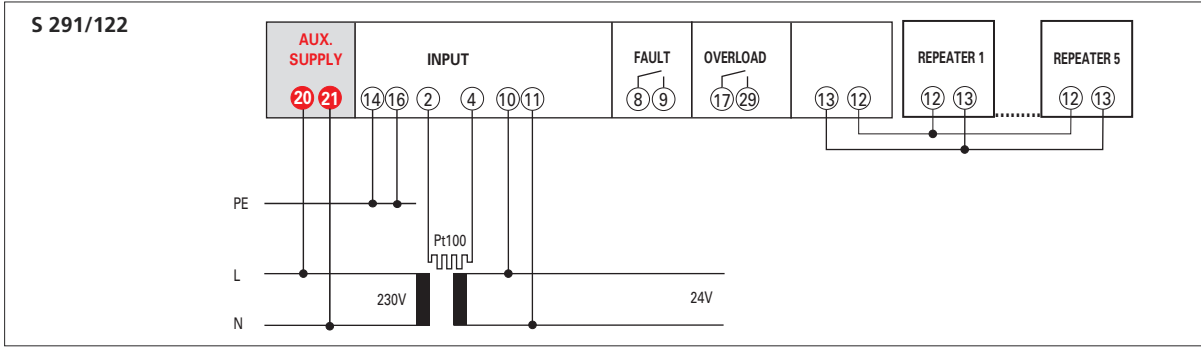 S 291/122
AUX.
SUPPLY
INPUT
FAULT
OVERLOAD
REPEATER 1
REPEATER 5
20 21 14 16 2 4 10 11 8 9 17 29 13 12 12 13 12 13
PE
Pt100
L
230V
24V
N